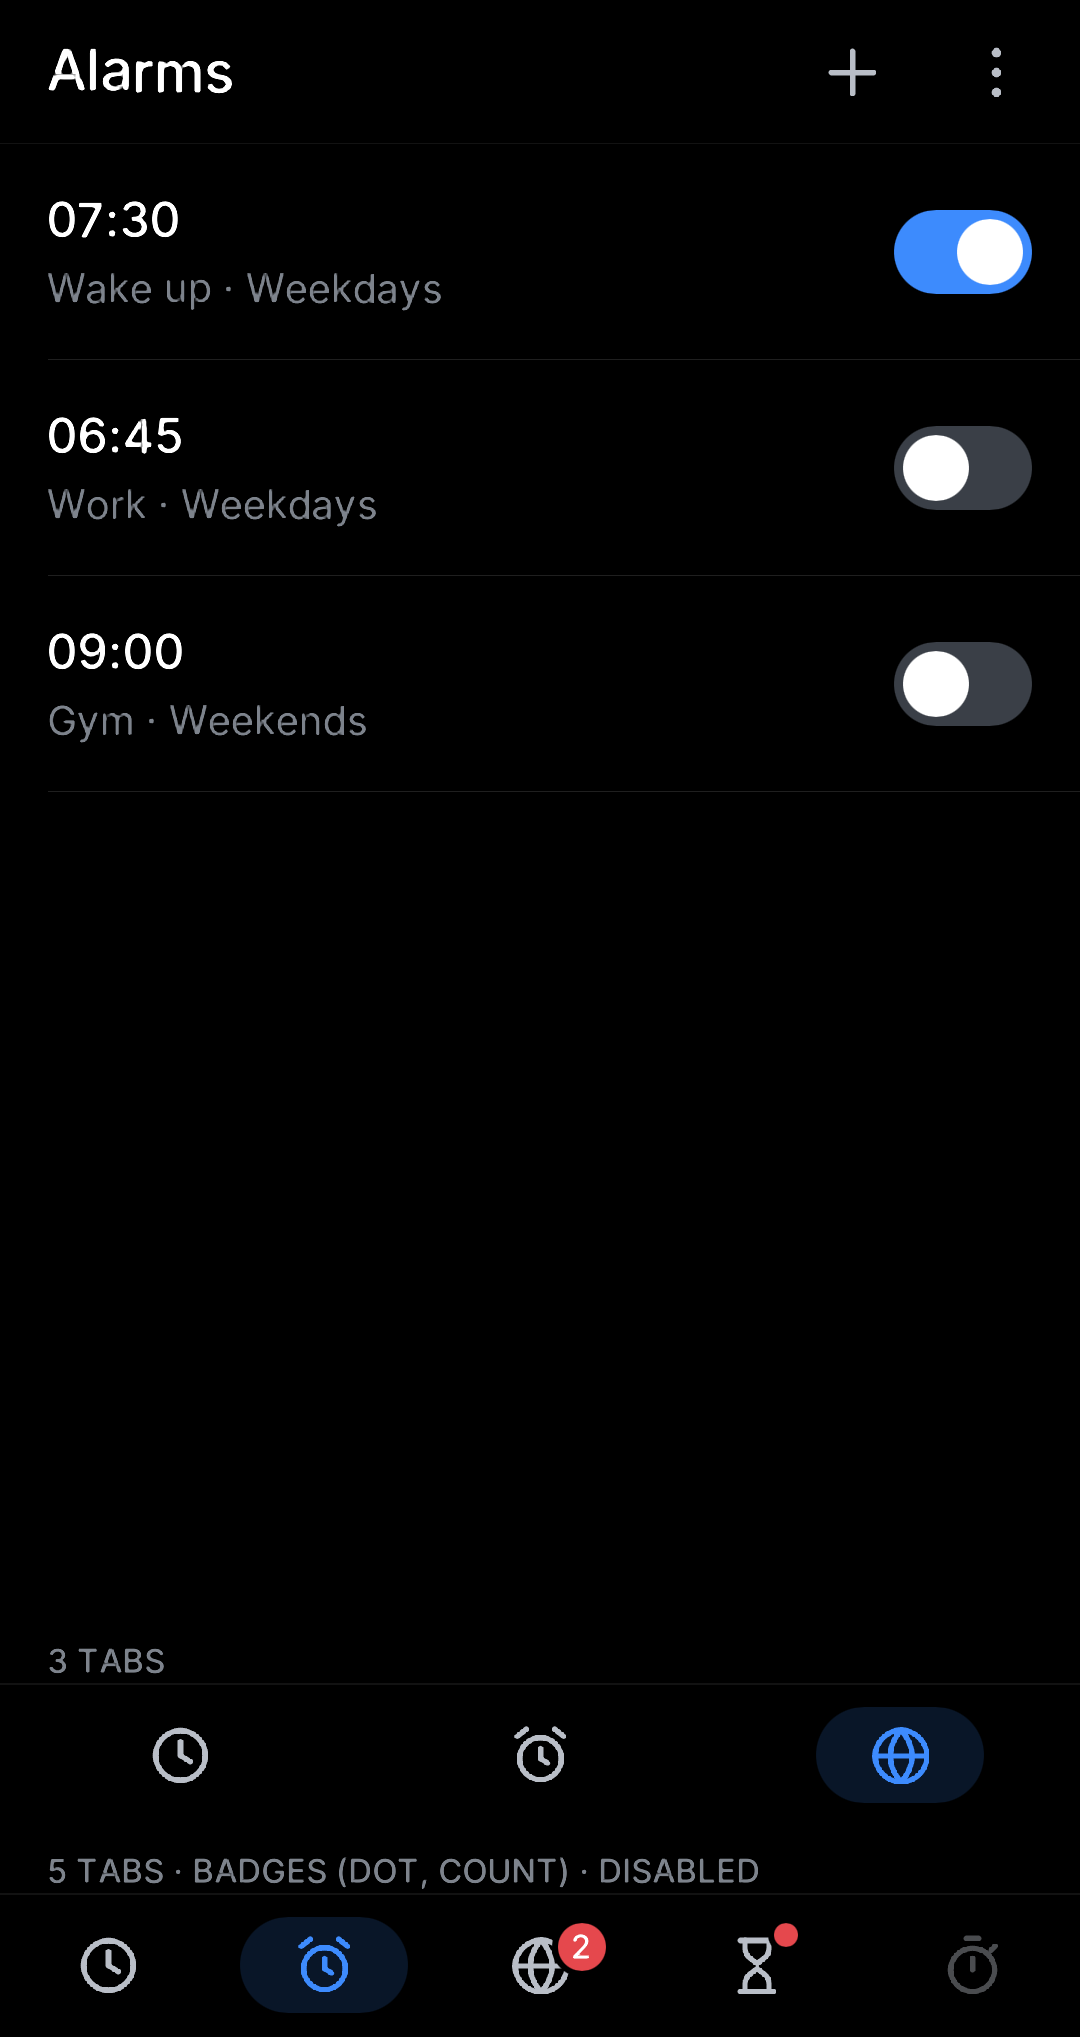 Alarms
07:30
Wake up · Weekdays
06:45
Work · Weekdays
09:00
Gym · Weekends
3 TABS
5 TABS · BADGES (DOT, COUNT) · DISABLED
2